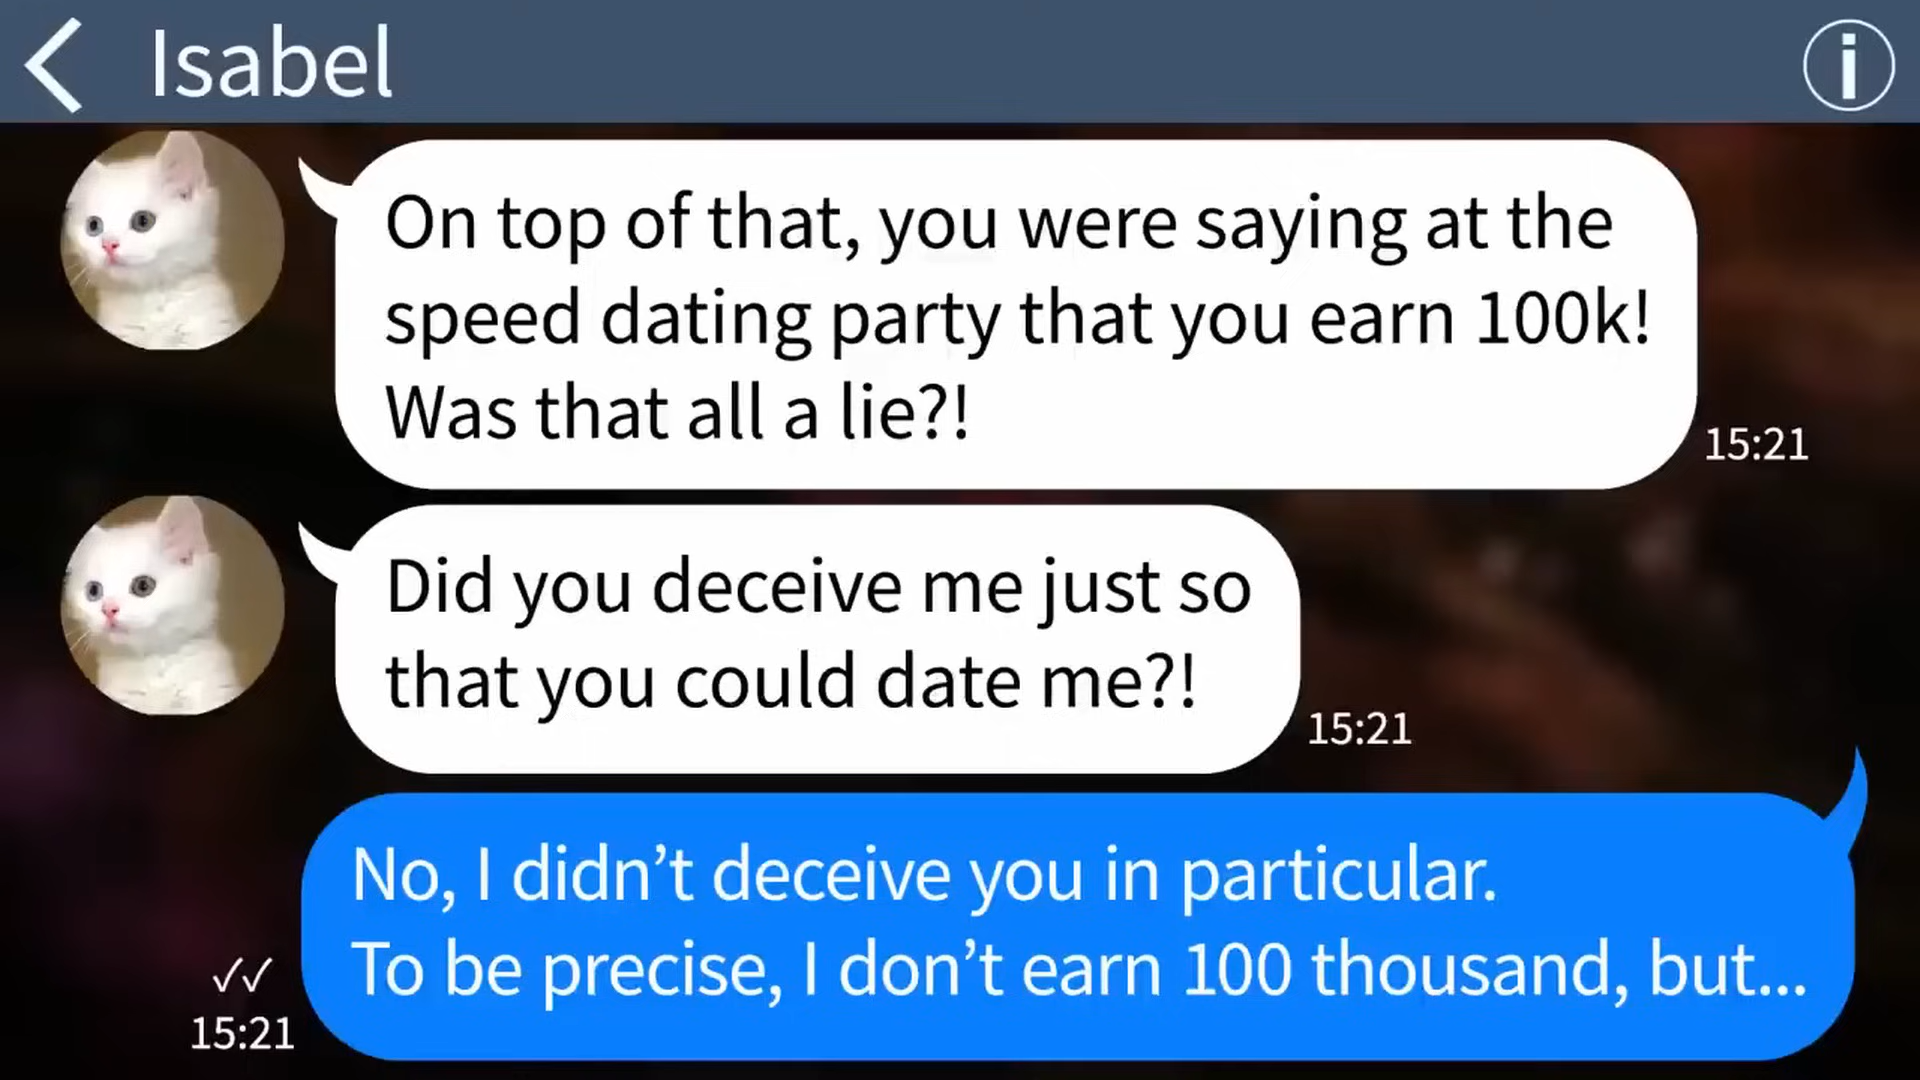 Isabel
On top of that, you were saying at the
speed dating party that you earn 100k!
Was that all a lie?!
15:21
Did you deceive me just so
that you could date me?!
15:21
No, I didn’t deceive you in particular.
To be precise, I don’t earn 100 thousand, but...
15:21